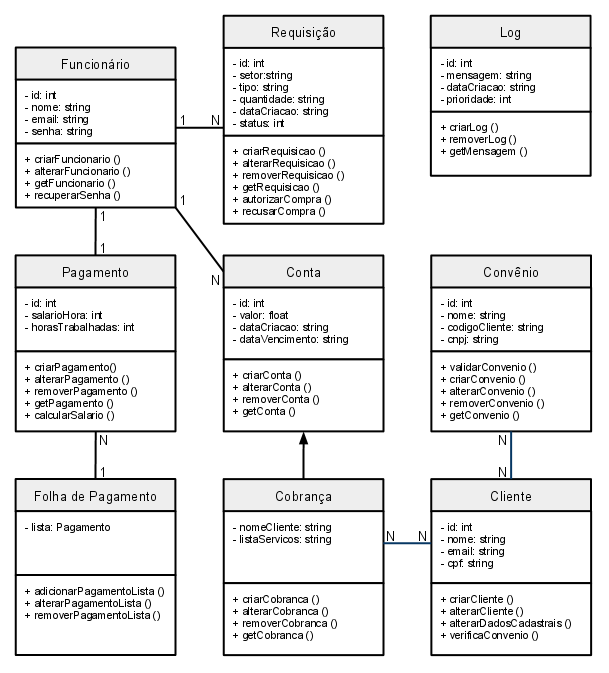 Funcionário
- id: int
- nome: string
- email: string
- senha: string
+ criarFuncionario ()
+ alterarFuncionario ()
+ getFuncionario ()
+ recuperarSenha ()
Requisição
- id: int
- setor:string
- tipo: string
- quantidade: string
- dataCriacao: string
- status: int
+ criarRequisicao ()
+ alterarRequisicao ()
+ removerRequisicao ()
+ getRequisicao ()
+ autorizarCompra ()
+ recusarCompra ()
Log
- id: int
- mensagem: string
- dataCriacao: string
- prioridade: int
+ criarLog ()
+ removerLog ()
+ getMensagem ()
1
N
1
N
1
1
Pagamento
- id: int
- salarioHora: int
- horasTrabalhadas: int
+ criarPagamento()
+ alterarPagamento ()
+ removerPagamento ()
+ getPagamento ()
+ calcularSalario ()
Conta
- id: int
- valor: float
- dataCriacao: string
- dataVencimento: string
+ criarConta ()
+ alterarConta ()
+ removerConta ()
+ getConta ()
Convênio
- id: int
- nome: string
- codigoCliente: string
- cnpj: string
+ validarConvenio ()
+ criarConvenio ()
+ alterarConvenio ()
+ removerConvenio ()
+ getConvenio ()
N
1
N
N
Folha de Pagamento
- lista: Pagamento
+ adicionarPagamentoLista ()
+ alterarPagamentoLista ()
+ removerPagamentoLista ()
Cobrança
- nomeCliente: string
- listaServicos: string
+ criarCobranca ()
+ alterarCobranca ()
+ removerCobranca ()
+ getCobranca ()
N
N
Cliente
- id: int
- nome: string
- email: string
- cpf: string
+ criarCliente ()
+ alterarCliente ()
+ alterarDadosCadastrais ()
+ verificaConvenio ()